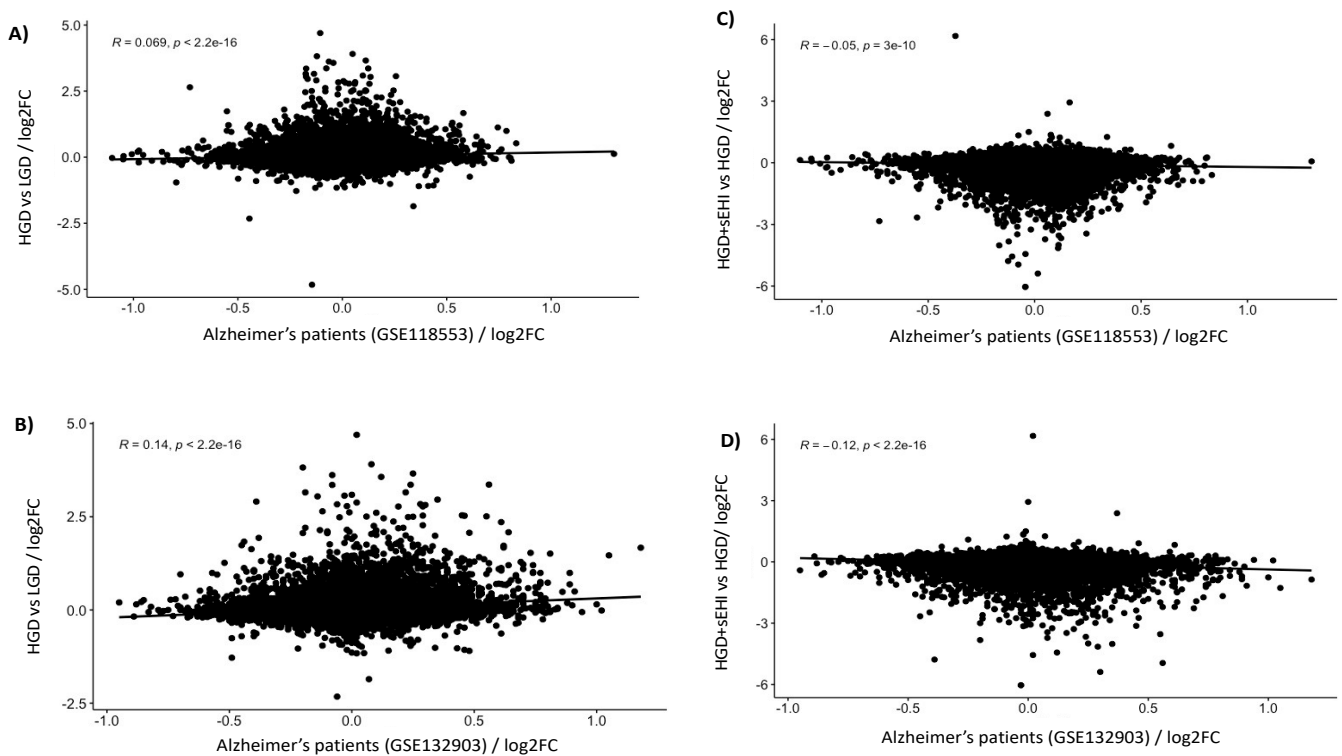 A)
5.0
2.5
0.0
-2.5
-5.0
HGD vs LGD / log2FC
R = 0.069, p < 2.2e-16
-1.0 -0.5 0.0 0.5 1.0
Alzheimer’s patients (GSE118553) / log2FC
C)
6
3
0
-3
-6
HGD+sEHI vs HGD / log2FC
R = −0.05, p = 3e-10
-1.0 -0.5 0.0 0.5 1.0
Alzheimer’s patients (GSE118553) / log2FC
B)
5.0
2.5
0.0
-2.5
HGD vs LGD / log2FC
R = 0.14, p < 2.2e-16
-1.0 -0.5 0.0 0.5 1.0
Alzheimer’s patients (GSE132903) / log2FC
D)
6
3
0
-3
-6
HGD+sEHI vs HGD/ log2FC
R = −0.12, p < 2.2e-16
-1.0 -0.5 0.0 0.5 1.0
Alzheimer’s patients (GSE132903) / log2FC